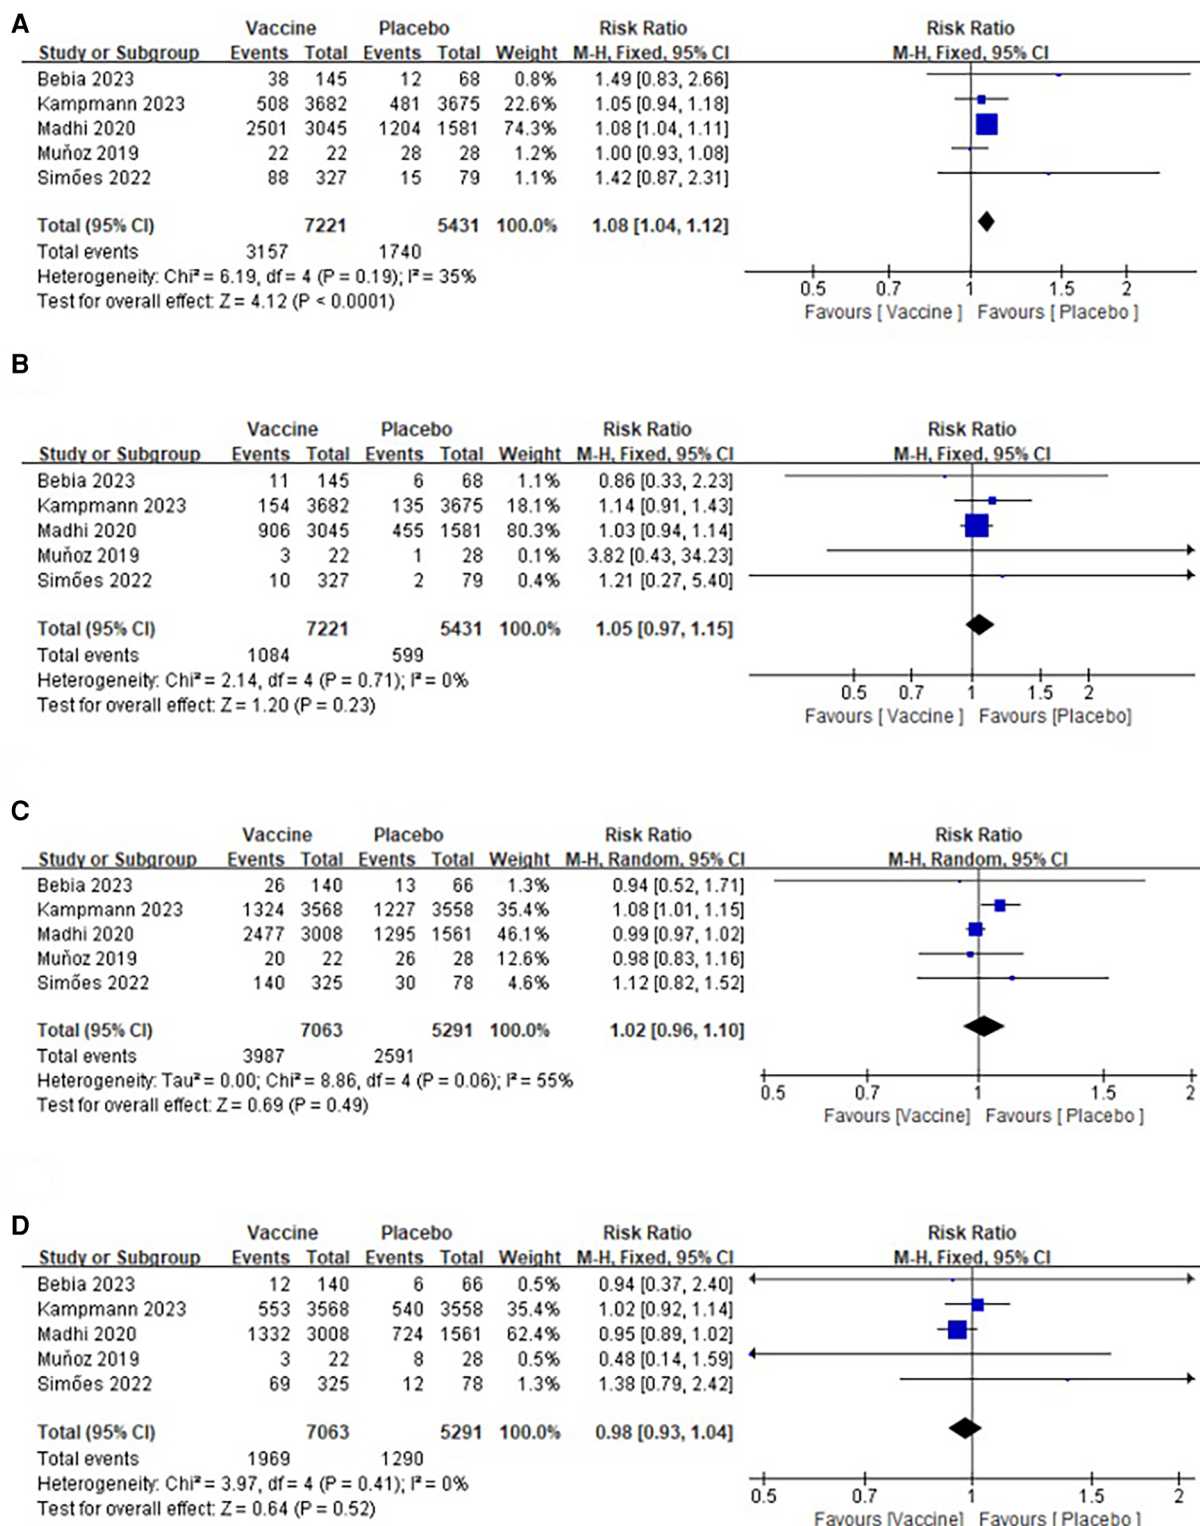 A
Vaccine Placebo Risk Ratio Risk Ratio
Study or Subgroup Events Total Events Total Weight M-H, Fixed, 95% CI M-H, Fixed, 95% CI
Bebia 2023 38 145 12 68 0.8% 1.49 [0.83, 2.66]
Kampmann 2023 508 3682 481 3675 22.6% 1.05 [0.94, 1.18]
Madhi 2020 2501 3045 1204 1581 74.3% 1.08 [1.04, 1.11]
Muňoz 2019 22 22 28 28 1.2% 1.00 [0.93, 1.08]
Simões 2022 88 327 15 79 1.1% 1.42 [0.87, 2.31]
Total (95% CI) 7221 5431 100.0% 1.08 [1.04, 1.12]
Total events 3157 1740
Heterogeneity: Chi² = 6.19, df = 4 (P = 0.19); I² = 35%
Test for overall effect: Z = 4.12 (P < 0.0001)
0.5 0.7 1 1.5 2
Favours [ Vaccine ] Favours [ Placebo ]
B
Vaccine Placebo Risk Ratio Risk Ratio
Study or Subgroup Events Total Events Total Weight M-H, Fixed, 95% CI M-H, Fixed, 95% CI
Bebia 2023 11 145 6 68 1.1% 0.86 [0.33, 2.23]
Kampmann 2023 154 3682 135 3675 18.1% 1.14 [0.91, 1.43]
Madhi 2020 906 3045 455 1581 80.3% 1.03 [0.94, 1.14]
Muňoz 2019 3 22 1 28 0.1% 3.82 [0.43, 34.23]
Simões 2022 10 327 2 79 0.4% 1.21 [0.27, 5.40]
Total (95% CI) 7221 5431 100.0% 1.05 [0.97, 1.15]
Total events 1084 599
Heterogeneity: Chi² = 2.14, df = 4 (P = 0.71); I² = 0%
Test for overall effect: Z = 1.20 (P = 0.23)
0.5 0.7 1 1.5 2
Favours [ Vaccine ] Favours [Placebo]
C
Vaccine Placebo Risk Ratio Risk Ratio
Study or Subgroup Events Total Events Total Weight M-H, Random, 95% CI M-H, Random, 95% CI
Bebia 2023 26 140 13 66 1.3% 0.94 [0.52, 1.71]
Kampmann 2023 1324 3568 1227 3558 35.4% 1.08 [1.01, 1.15]
Madhi 2020 2477 3008 1295 1561 46.1% 0.99 [0.97, 1.02]
Muňoz 2019 20 22 26 28 12.6% 0.98 [0.83, 1.16]
Simões 2022 140 325 30 78 4.6% 1.12 [0.82, 1.52]
Total (95% CI) 7063 5291 100.0% 1.02 [0.96, 1.10]
Total events 3987 2591
Heterogeneity: Tau² = 0.00; Chi² = 8.86, df = 4 (P = 0.06); I² = 55%
Test for overall effect: Z = 0.69 (P = 0.49)
0.5 0.7 1 1.5 2
Favours [Vaccine] Favours [ Placebo ]
D
Vaccine Placebo Risk Ratio Risk Ratio
Study or Subgroup Events Total Events Total Weight M-H, Fixed, 95% CI M-H, Fixed, 95% CI
Bebia 2023 12 140 6 66 0.5% 0.94 [0.37, 2.40]
Kampmann 2023 553 3568 540 3558 35.4% 1.02 [0.92, 1.14]
Madhi 2020 1332 3008 724 1561 62.4% 0.95 [0.89, 1.02]
Muňoz 2019 3 22 8 28 0.5% 0.48 [0.14, 1.59]
Simões 2022 69 325 12 78 1.3% 1.38 [0.79, 2.42]
Total (95% CI) 7063 5291 100.0% 0.98 [0.93, 1.04]
Total events 1969 1290
Heterogeneity: Chi² = 3.97, df = 4 (P = 0.41); I² = 0%
Test for overall effect: Z = 0.64 (P = 0.52)
0.5 0.7 1 1.5 2
Favours [Vaccine] Favours [ Placebo ]